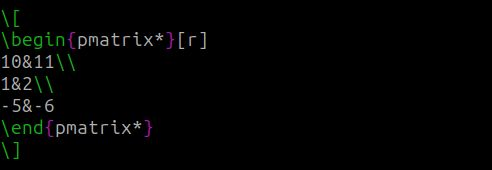 \[
\begin{pmatrix*}[r]
10&11\\
1&2\\
-5&-6
\end{pmatrix*}
\]